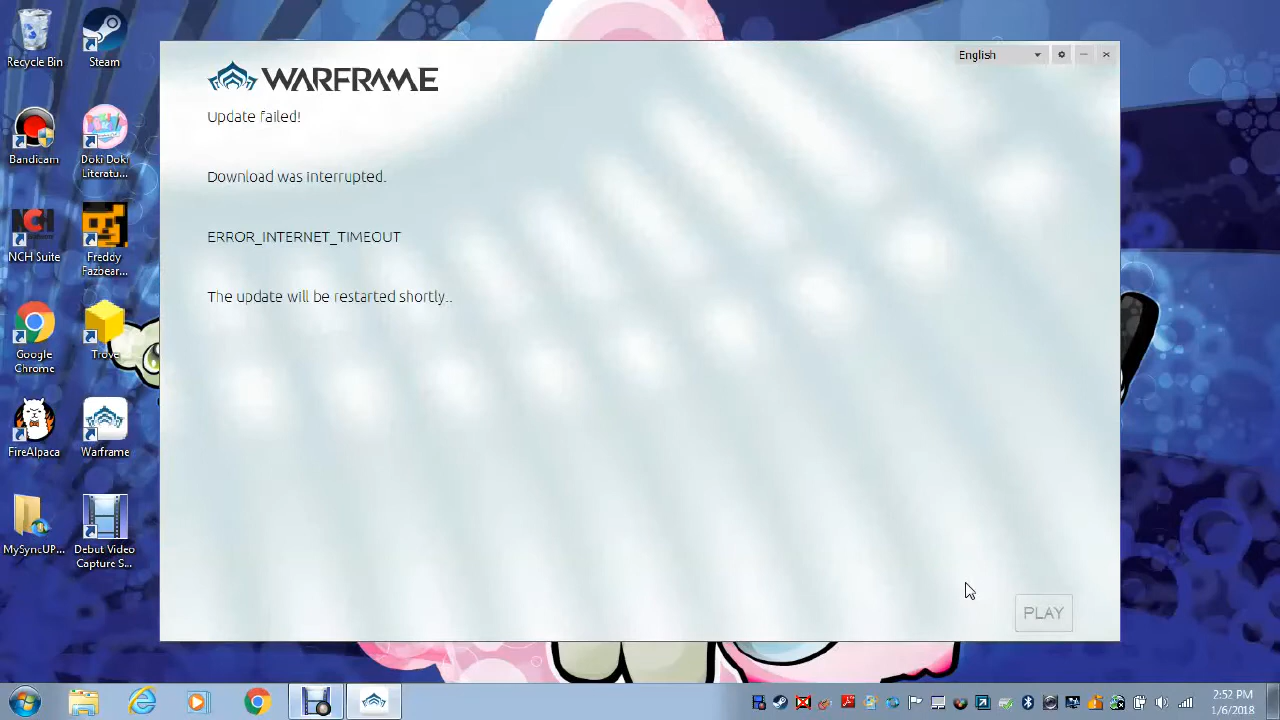 Recycle Bin
Steam
Bandicam
Doki Doki
Literatu...
NCH
NCH Suite
Freddy
Fazbear...
Google
Chrome
Trove
FireAlpaca
Warframe
MySyncUP...
Debut Video
Capture S...
English
WARFRAME
Update failed!
Download was interrupted.
ERROR_INTERNET_TIMEOUT
The update will be restarted shortly..
PLAY
2:52 PM
1/6/2018